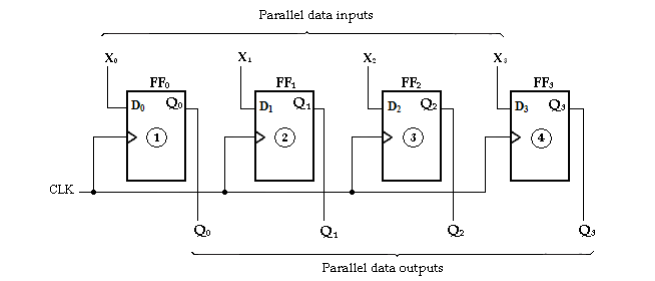 Parallel data inputs
X₀ X₁ X₂ X₃
FF₀ FF₁ FF₂ FF₃
D₀ Q₀ D₁ Q₁ D₂ Q₂ D₃ Q₃
1 2 3 4
CLK
Q₀ Q₁ Q₂ Q₃
Parallel data outputs